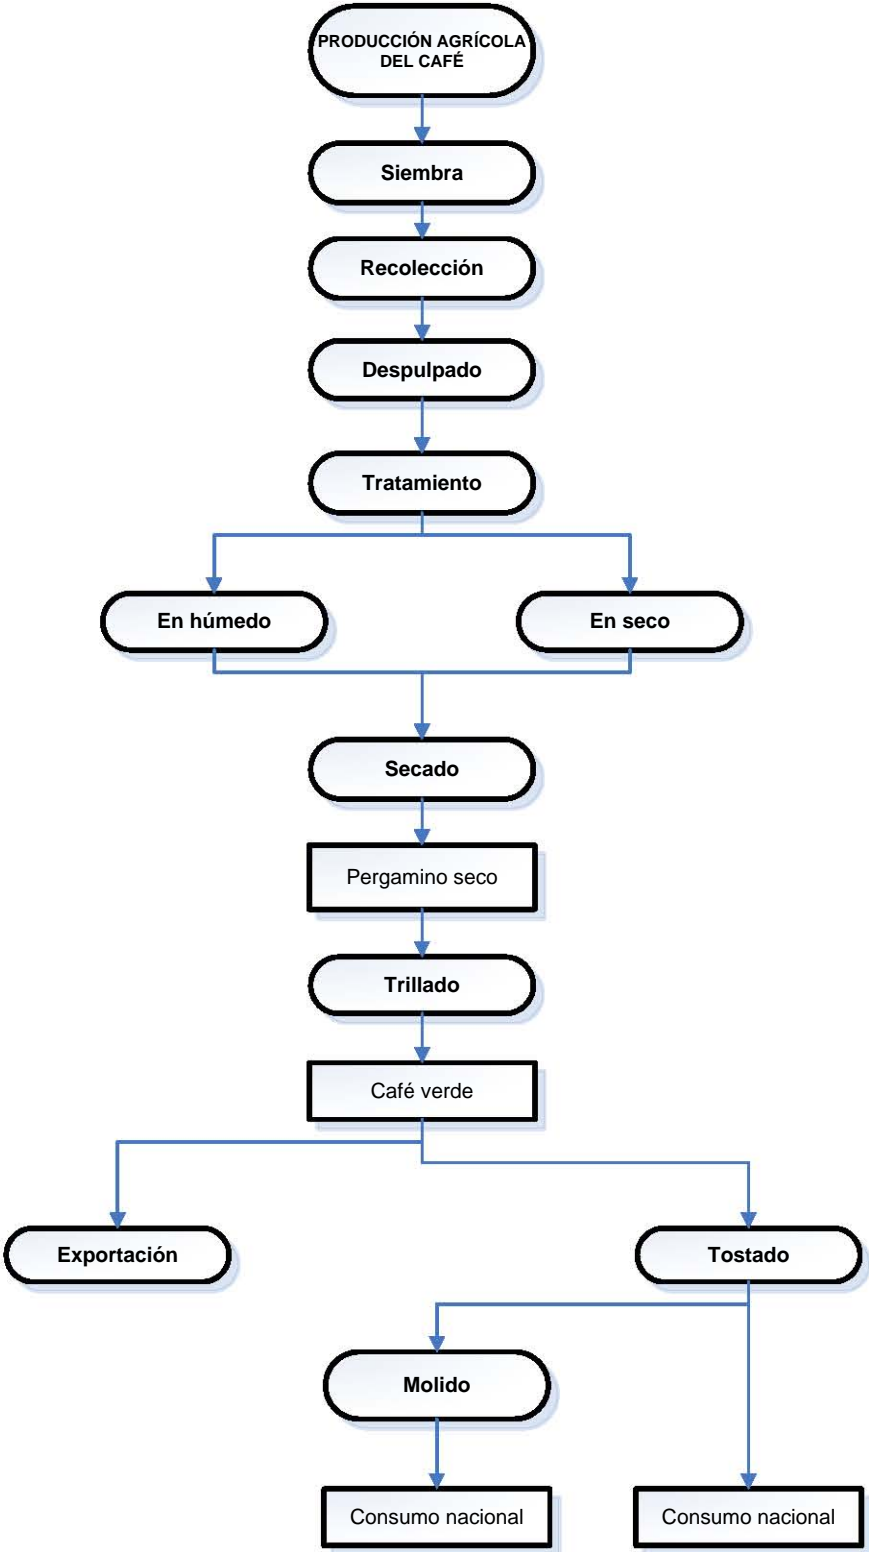 PRODUCCIÓN AGRÍCOLA
DEL CAFÉ
Siembra
Recolección
Despulpado
Tratamiento
En húmedo
En seco
Secado
Pergamino seco
Trillado
Café verde
Exportación
Tostado
Molido
Consumo nacional
Consumo nacional